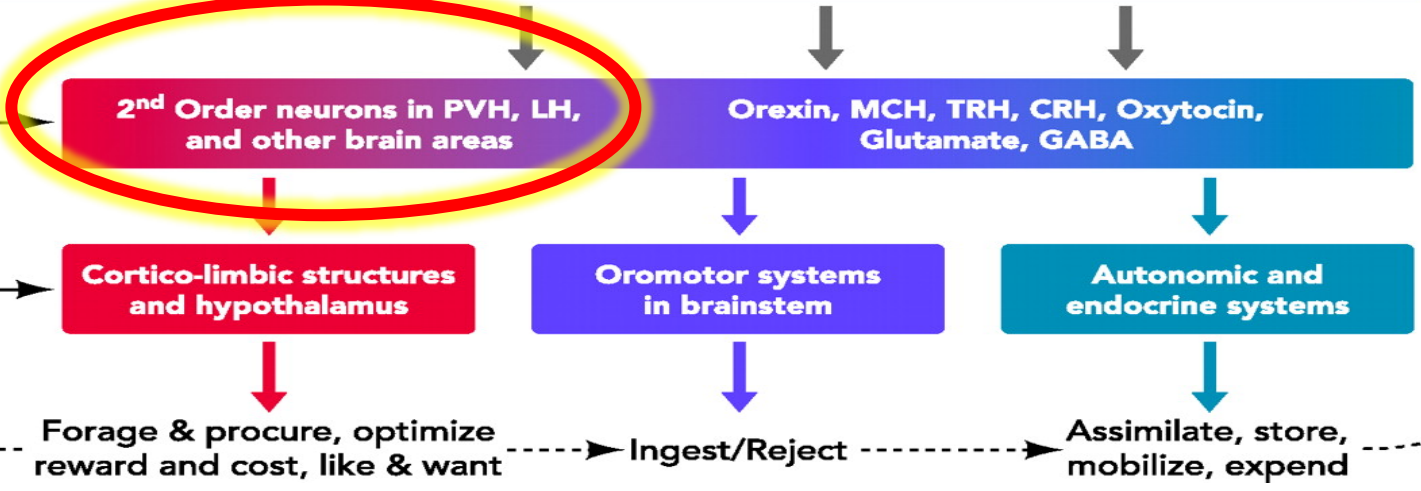 2nd Order neurons in PVH, LH,
and other brain areas
Orexin, MCH, TRH, CRH, Oxytocin,
Glutamate, GABA
Cortico-limbic structures
and hypothalamus
Oromotor systems
in brainstem
Autonomic and
endocrine systems
Forage & procure, optimize
reward and cost, like & want
Ingest/Reject
Assimilate, store,
mobilize, expend